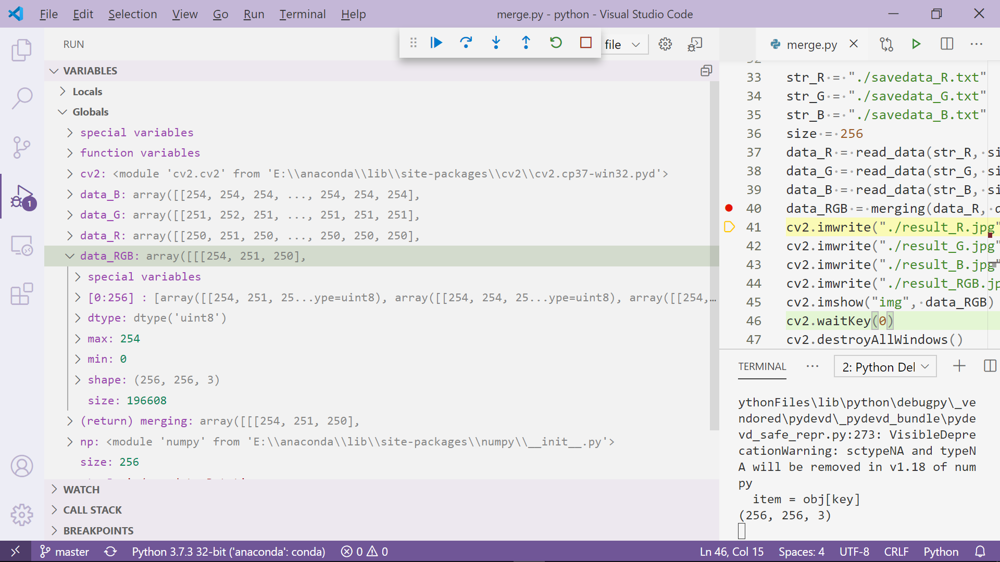 File Edit Selection View Go Run Terminal Help
merge.py - python - Visual Studio Code
RUN
file
merge.py
VARIABLES
Locals
Globals
special variables
function variables
cv2: <module 'cv2.cv2' from 'E:\\anaconda\\lib\\site-packages\\cv2\\cv2.cp37-win32.pyd'>
data_B: array([[254, 254, 254, ..., 254, 254, 254],
data_G: array([[251, 252, 251, ..., 251, 251, 251],
data_R: array([[250, 251, 250, ..., 250, 250, 250],
data_RGB: array([[[254, 251, 250],
special variables
[0:256] : [array([[254, 251, 25...ype=uint8), array([[254, 254, 25...ype=uint8), array([[254,…
dtype: dtype('uint8')
max: 254
min: 0
shape: (256, 256, 3)
size: 196608
(return) merging: array([[[254, 251, 250],
np: <module 'numpy' from 'E:\\anaconda\\lib\\site-packages\\numpy\\__init__.py'>
size: 256
WATCH
CALL STACK
BREAKPOINTS
1
32
33 str_R = "./savedata_R.txt"
34 str_G = "./savedata_G.txt"
35 str_B = "./savedata_B.txt"
36 size = 256
37 data_R = read_data(str_R, si
38 data_G = read_data(str_G, si
39 data_B = read_data(str_B, si
40 data_RGB = merging(data_R, d
41 cv2.imwrite("./result_R.jpg"
42 cv2.imwrite("./result_G.jpg"
43 cv2.imwrite("./result_B.jpg"
44 cv2.imwrite("./result_RGB.jp
45 cv2.imshow("img", data_RGB)
46 cv2.waitKey(0)
47 cv2.destroyAllWindows()
TERMINAL ··· 2: Python Del
ythonFiles\lib\python\debugpy\_ve
ndored\pydevd\_pydevd_bundle\pyde
vd_safe_repr.py:273: VisibleDepre
cationWarning: sctypeNA and typeN
A will be removed in v1.18 of num
py
item = obj[key]
(256, 256, 3)
master Python 3.7.3 32-bit ('anaconda': conda) 0 0 Ln 46, Col 15 Spaces: 4 UTF-8 CRLF Python